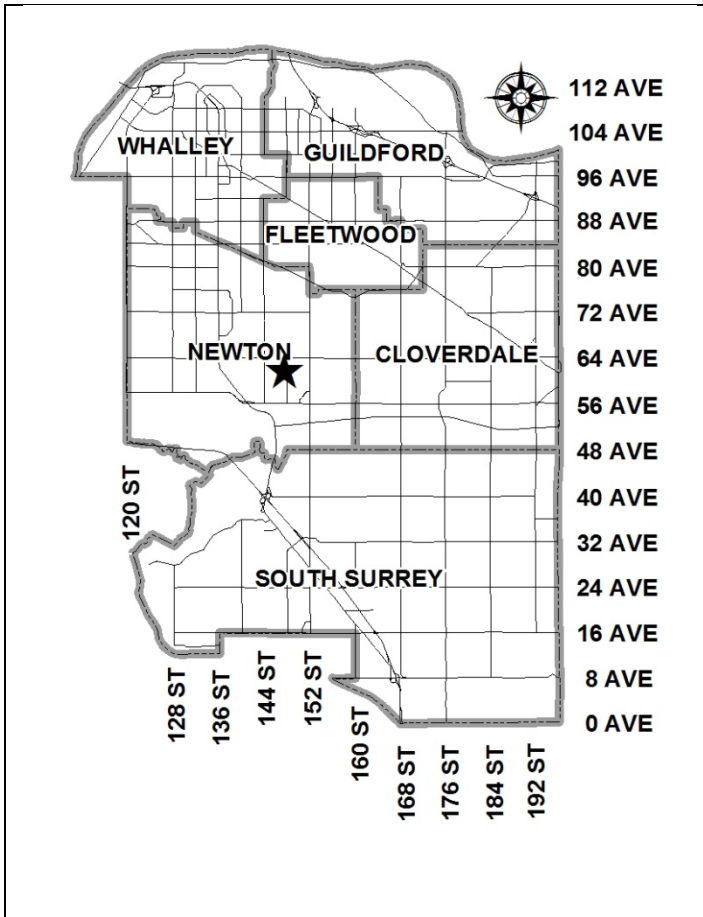 112 AVE
104 AVE
WHALLEY
GUILDFORD
96 AVE
88 AVE
FLEETWOOD
80 AVE
72 AVE
NEWTON
CLOVERDALE
64 AVE
56 AVE
48 AVE
120 ST
40 AVE
32 AVE
SOUTH SURREY
24 AVE
16 AVE
128 ST
136 ST
144 ST
152 ST
8 AVE
160 ST
0 AVE
168 ST
176 ST
184 ST
192 ST